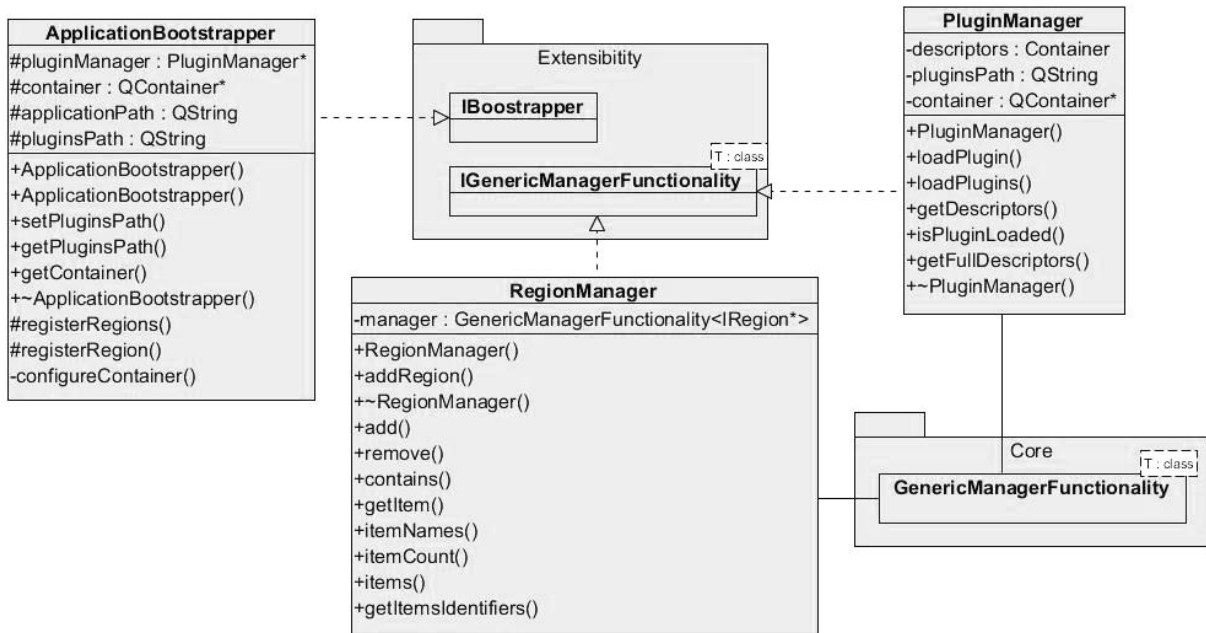 ApplicationBootstrapper
#pluginManager : PluginManager*
#container : QContainer*
#applicationPath : QString
#pluginsPath : QString
+ApplicationBootstrapper()
+ApplicationBootstrapper()
+setPluginsPath()
+getPluginsPath()
+getContainer()
+~ApplicationBootstrapper()
#registerRegions()
#registerRegion()
-configureContainer()
Extensibitity
IBoostrapper
T : class
IGenericManagerFunctionality
PluginManager
-descriptors : Container
-pluginsPath : QString
-container : QContainer*
+PluginManager()
+loadPlugin()
+loadPlugins()
+getDescriptors()
+isPluginLoaded()
+getFullDescriptors()
+~PluginManager()
RegionManager
-manager : GenericManagerFunctionality<IRegion*>
+RegionManager()
+addRegion()
+~RegionManager()
+add()
+remove()
+contains()
+getItem()
+itemNames()
+itemCount()
+items()
+getItemsIdentifiers()
Core
T : class
GenericManagerFunctionality